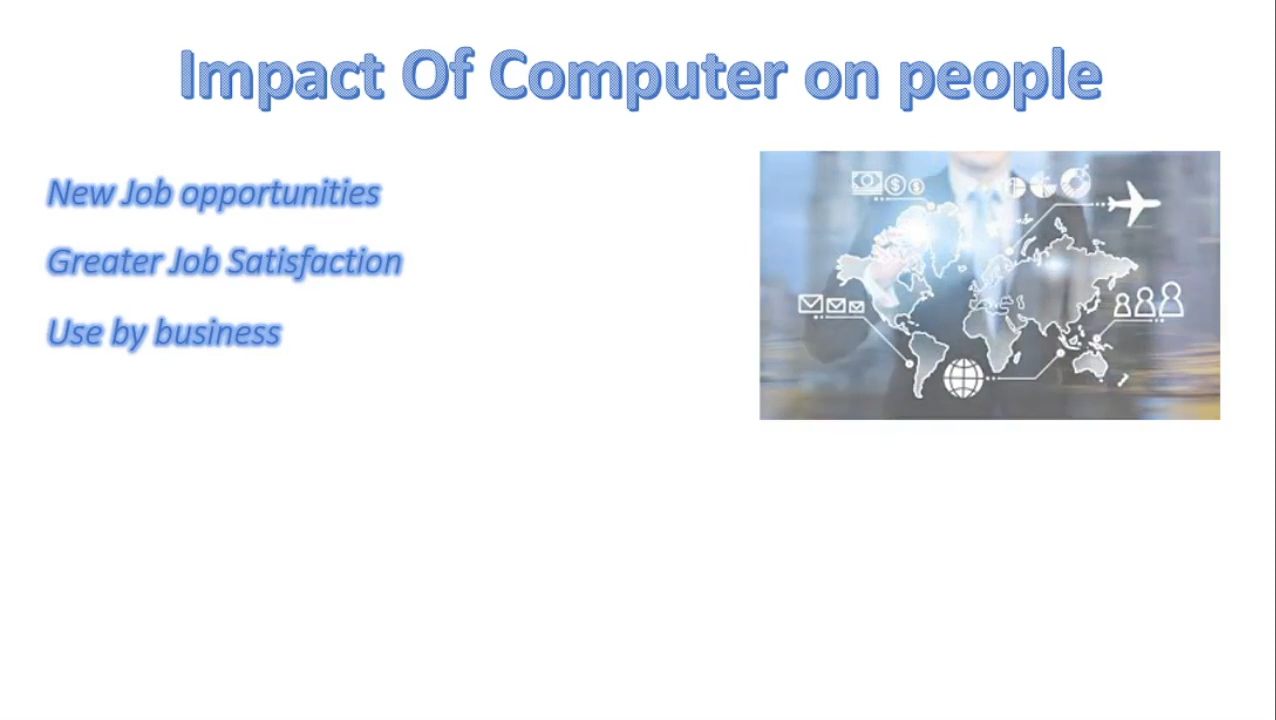 Impact Of Computer on people
New Job opportunities
Greater Job Satisfaction
Use by business